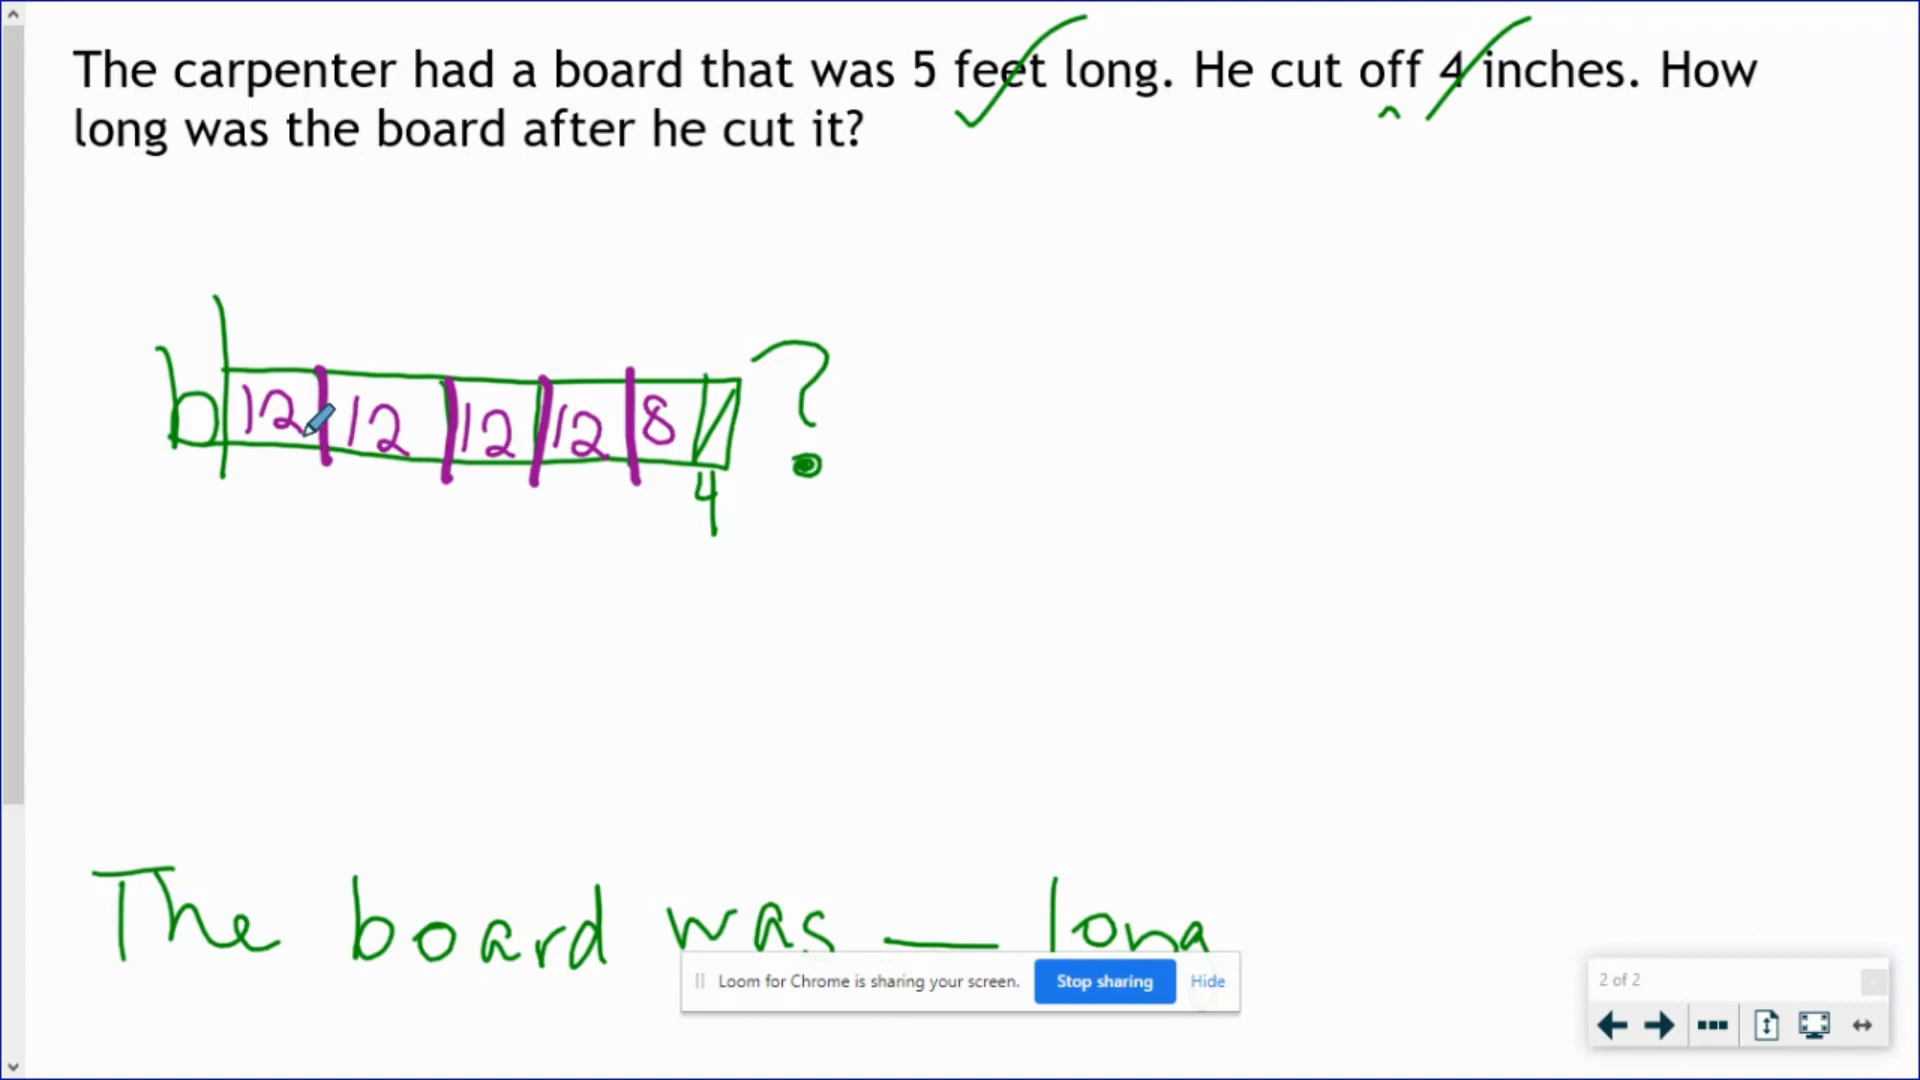 The carpenter had a board that was 5 feet long. He cut off 4 inches. How
long was the board after he cut it?
b 12 12 12 12 8 ?
4
The board was __ long
Loom for Chrome is sharing your screen. Stop sharing Hide
2 of 2